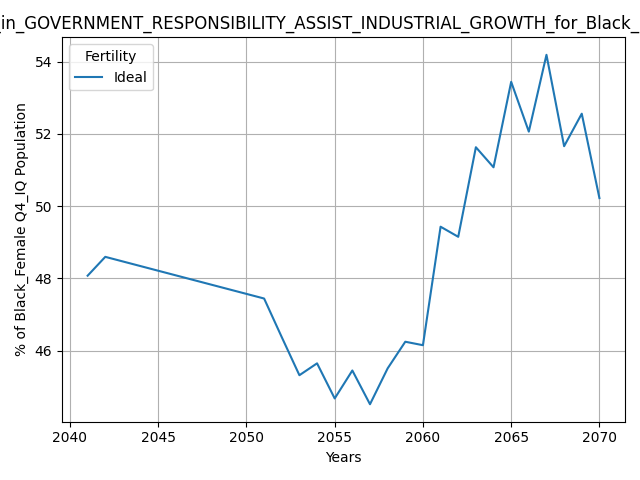 _in_GOVERNMENT_RESPONSIBILITY_ASSIST_INDUSTRIAL_GROWTH_for_Black_
Fertility
Ideal
% of Black_Female Q4_IQ Population
54
52
50
48
46
2040 2045 2050 2055 2060 2065 2070
Years